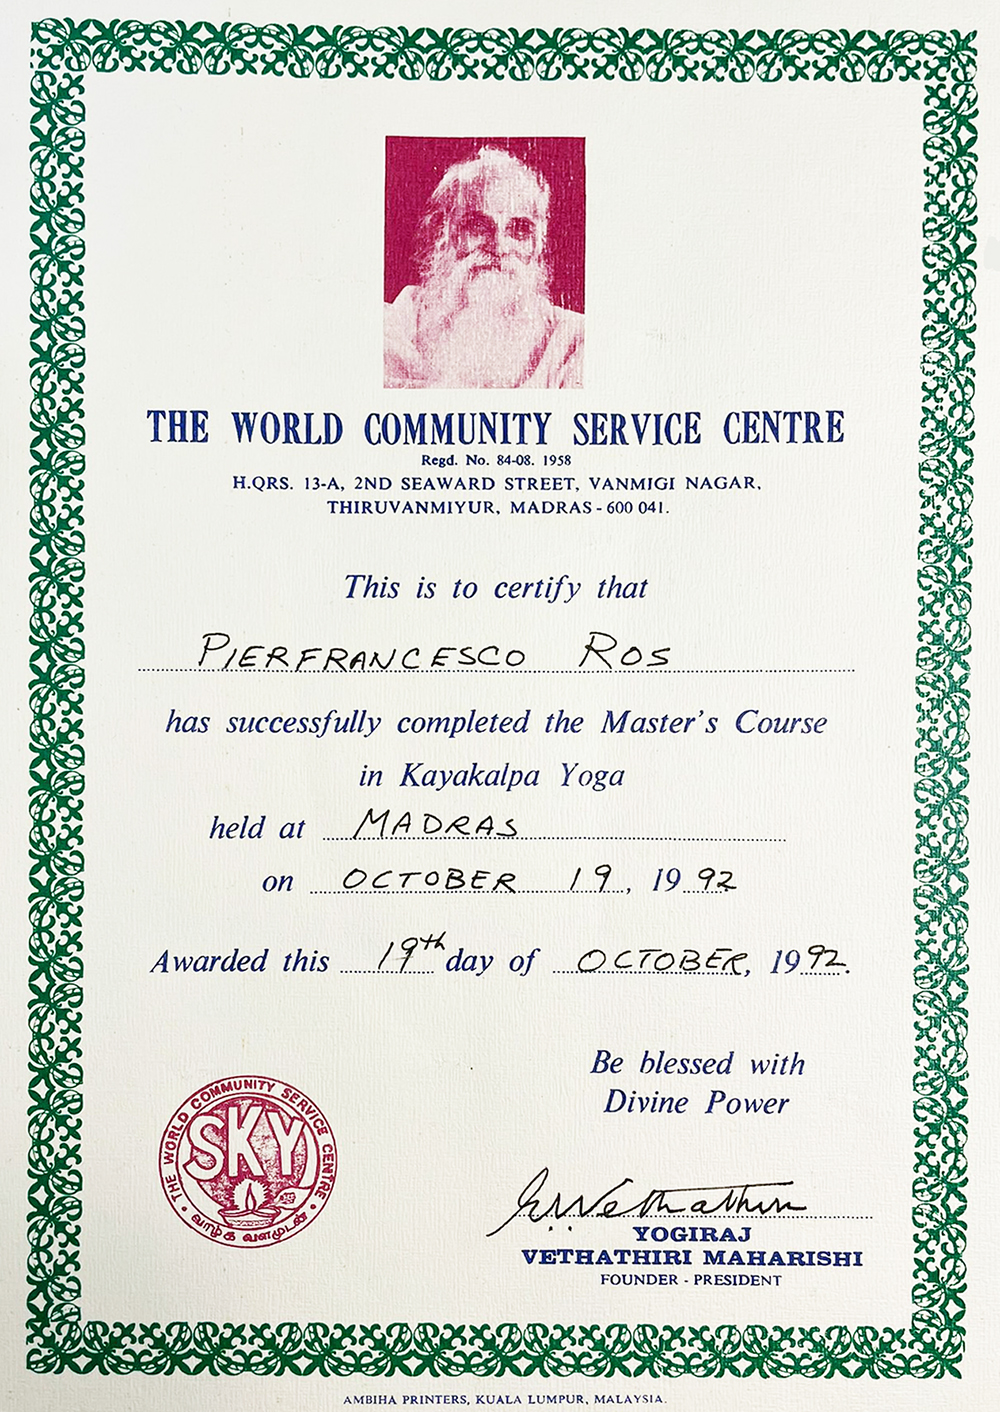 THE WORLD COMMUNITY SERVICE CENTRE
Regd. No. 84-08. 1958
H.QRS. 13-A, 2ND SEAWARD STREET, VANMIGI NAGAR,
THIRUVANMIYUR, MADRAS - 600 041.
This is to certify that
PIERFRANCESCO ROS
has successfully completed the Master's Course
in Kayakalpa Yoga
held at MADRAS
on OCTOBER 19, 1992
Awarded this 19th day of OCTOBER, 1992.
Be blessed with
Divine Power
THE WORLD COMMUNITY SERVICE CENTRE
SKY
வாழ்க வளமுடன்
Vethathiri
YOGIRAJ
VETHATHIRI MAHARISHI
FOUNDER - PRESIDENT
AMBIHA PRINTERS, KUALA LUMPUR, MALAYSIA.